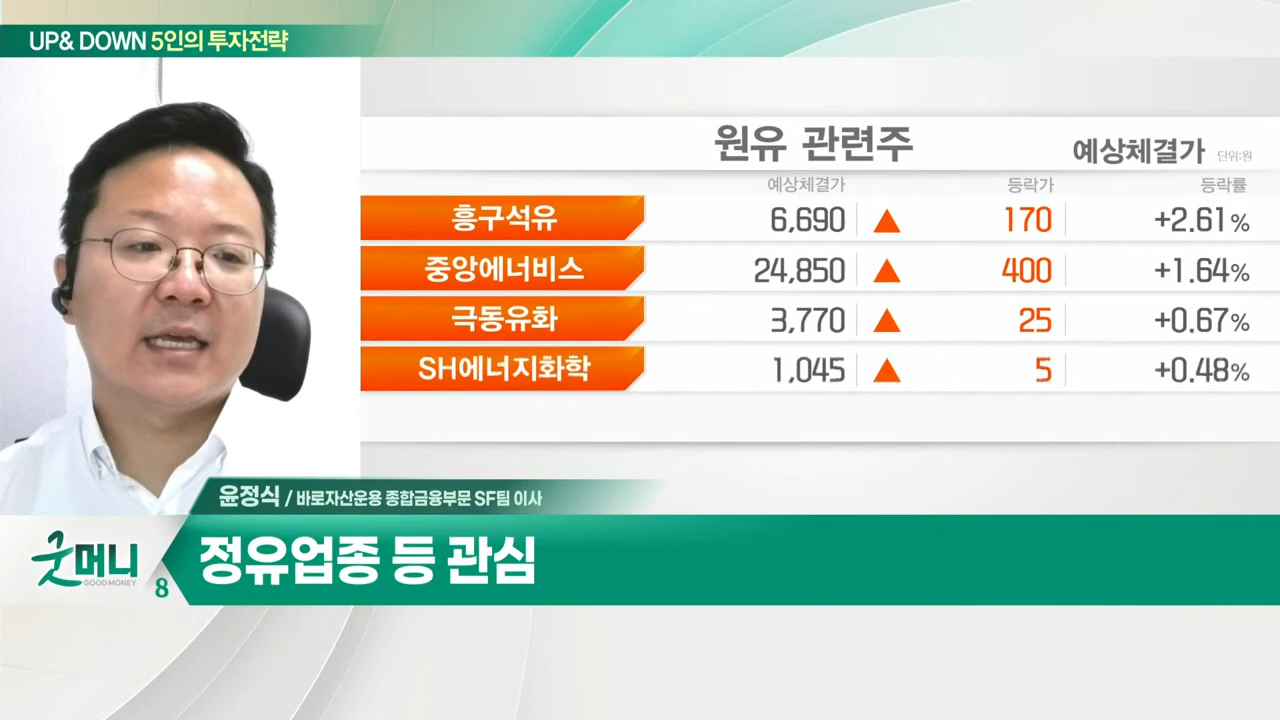 UP& DOWN 5인의 투자전략
원유 관련주
예상체결가 단위:원
예상체결가 등락가 등락률
흥구석유 6,690 ▲ 170 +2.61%
중앙에너비스 24,850 ▲ 400 +1.64%
극동유화 3,770 ▲ 25 +0.67%
SH에너지화학 1,045 ▲ 5 +0.48%
윤정식 / 바로자산운용 종합금융부문 SF팀 이사
굿머니
GOOD MONEY
8
정유업종 등 관심